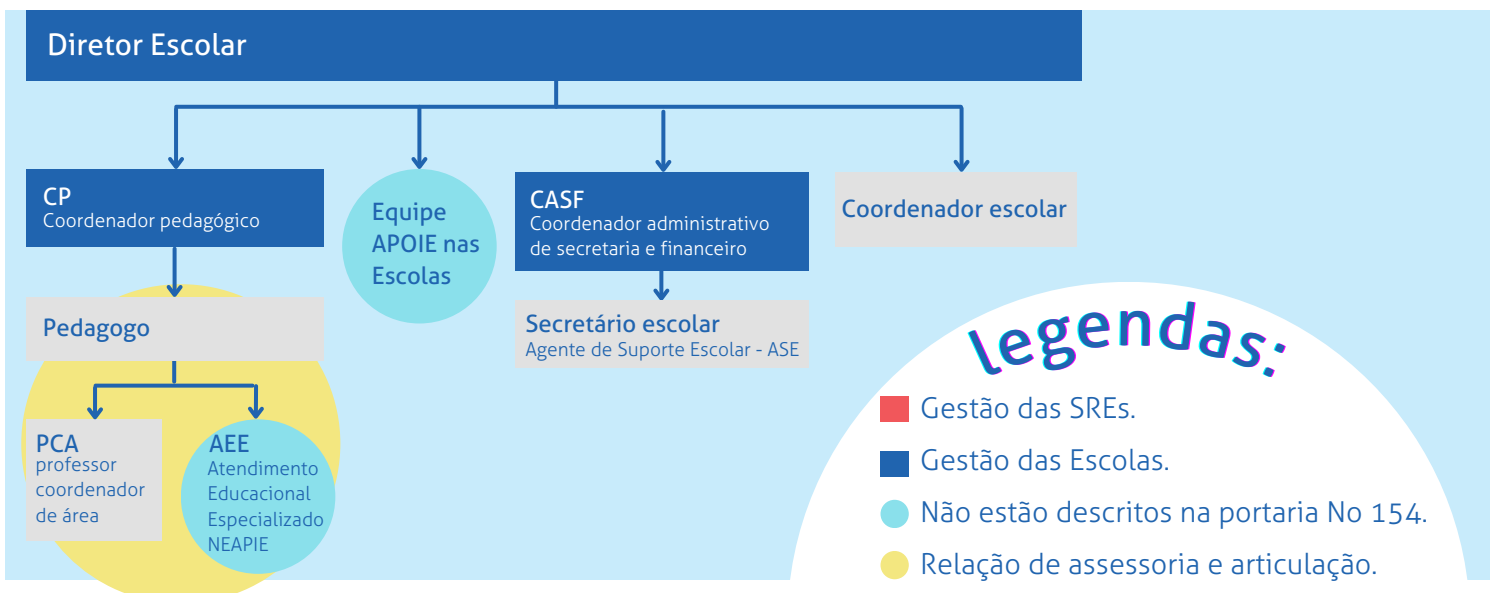 Diretor Escolar
CP
Coordenador pedagógico
Equipe
APOIE nas
Escolas
CASF
Coordenador administrativo
de secretaria e financeiro
Coordenador escolar
Pedagogo
Secretário escolar
Agente de Suporte Escolar - ASE
PCA
professor
coordenador
de área
AEE
Atendimento
Educacional
Especializado
NEAPIE
legendas:
Gestão das SREs.
Gestão das Escolas.
Não estão descritos na portaria No 154.
Relação de assessoria e articulação.